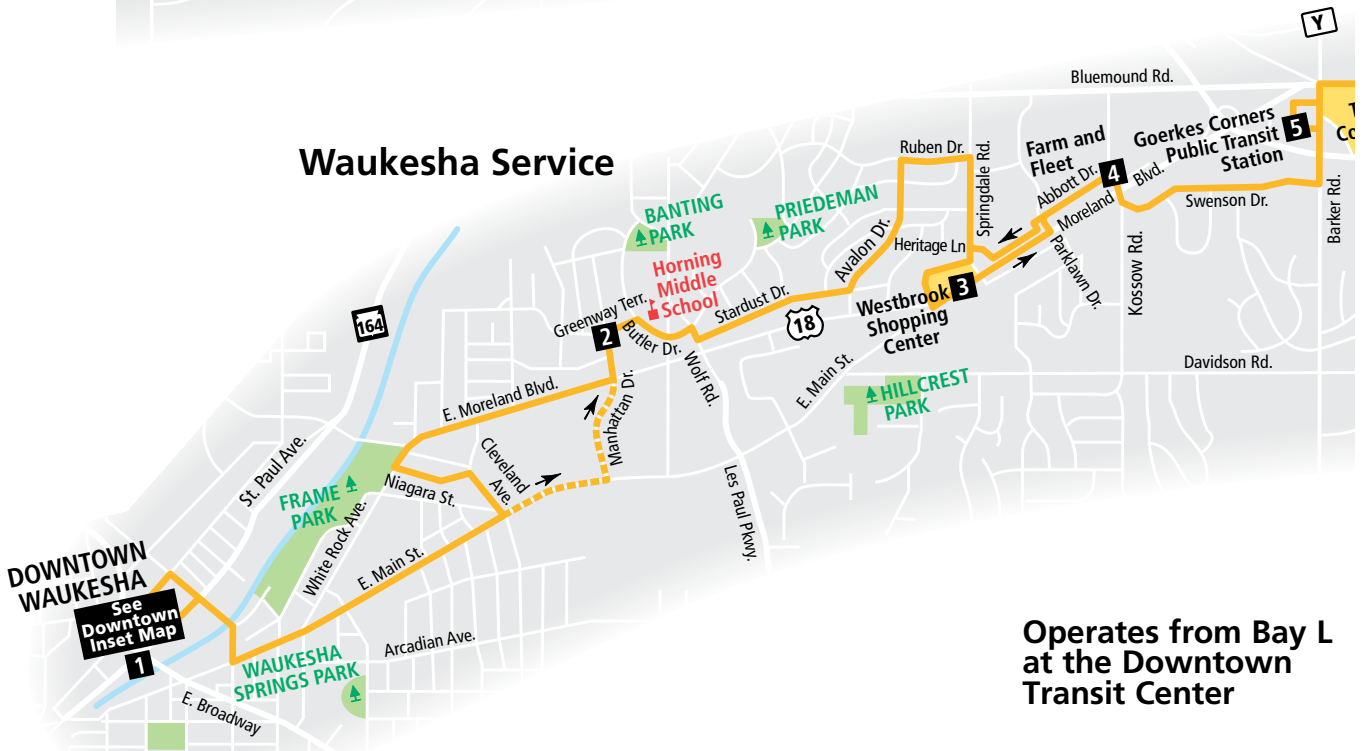 Y
Bluemound Rd.
Waukesha Service
Ruben Dr.
Springdale Rd.
Farm and
Fleet
Goerkes Corners
Public Transit
Station
5
T
Co
4
Abbott Dr.
Moreland
Blvd.
Swenson Dr.
Barker Rd.
BANTING
PARK
PRIEDEMAN
PARK
Avalon Dr.
Heritage Ln
Parklawn Dr.
Kossow Rd.
Horning
Middle
School
Stardust Dr.
Westbrook
Shopping
Center
3
164
Greenway Terr.
2
Butler Dr.
18
Wolf Rd.
E. Main St.
Davidson Rd.
HILLCREST
PARK
E. Moreland Blvd.
Manhattan Dr.
St. Paul Ave.
Cleveland
Ave.
Niagara St.
FRAME
PARK
White Rock Ave.
Les Paul Pkwy.
E. Main St.
DOWNTOWN
WAUKESHA
See
Downtown
Inset Map
1
Arcadian Ave.
WAUKESHA
SPRINGS PARK
E. Broadway
Operates from Bay L
at the Downtown
Transit Center